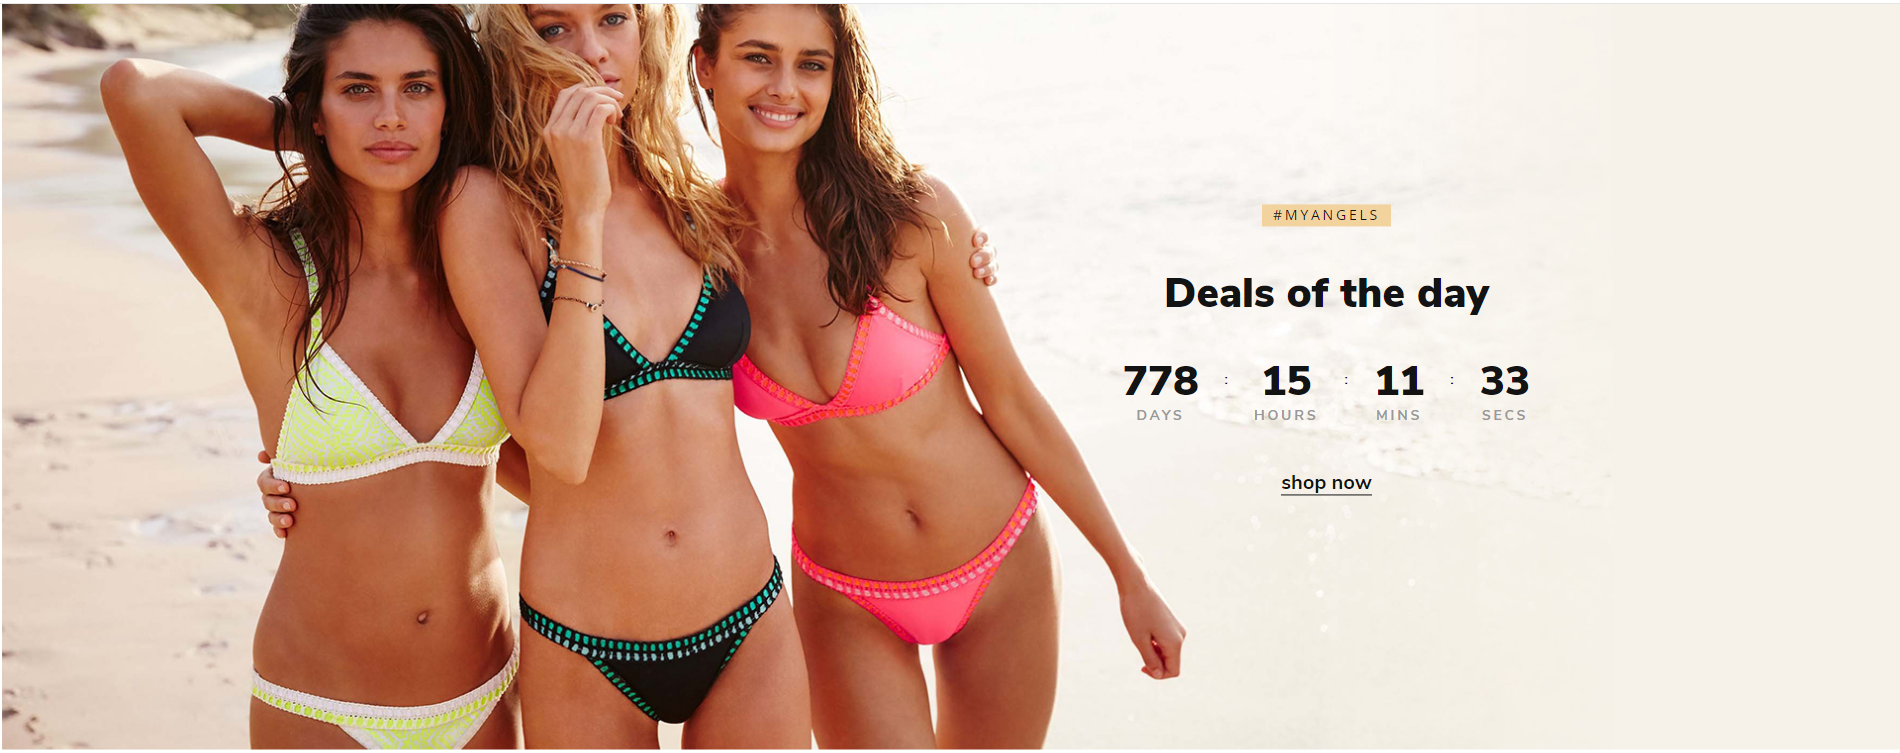 #MYANGELS
Deals of the day
778 : 15 : 11 : 33
DAYS HOURS MINS SECS
shop now